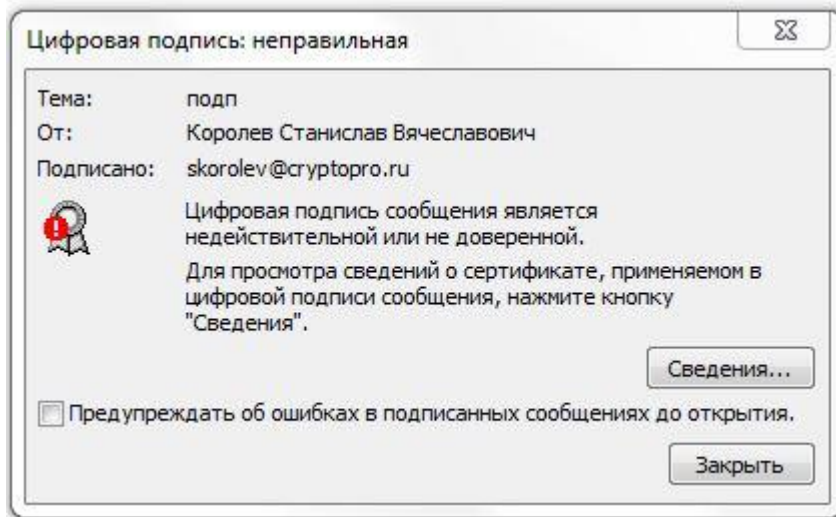 Цифровая подпись: неправильная
Тема: подп
От: Королев Станислав Вячеславович
Подписано: skorolev@cryptopro.ru
Цифровая подпись сообщения является
недействительной или не доверенной.
Для просмотра сведений о сертификате, применяемом в
цифровой подписи сообщения, нажмите кнопку
"Сведения".
Сведения...
Предупреждать об ошибках в подписанных сообщениях до открытия.
Закрыть